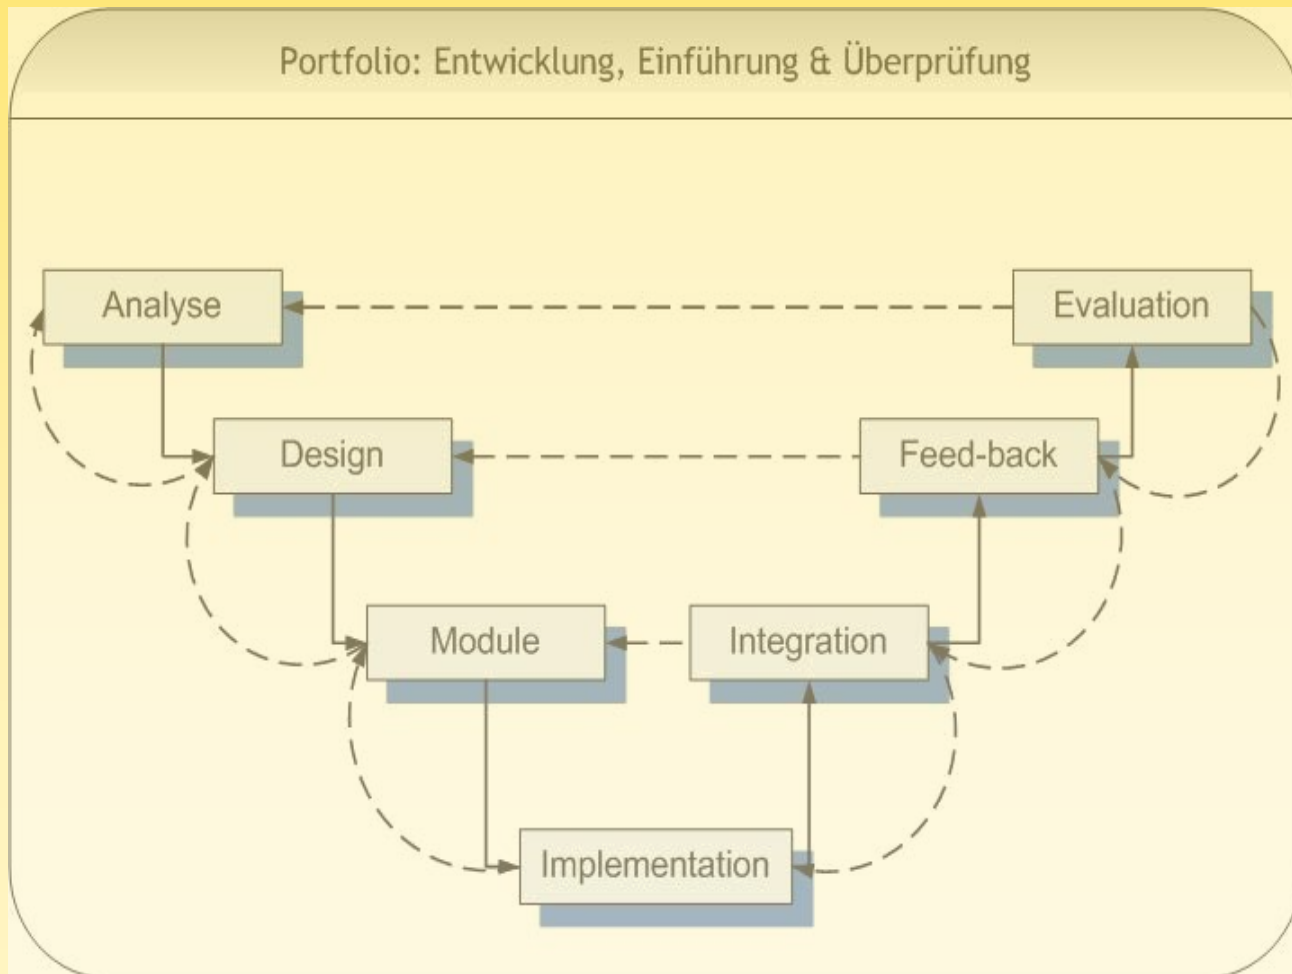 Portfolio: Entwicklung, Einführung & Überprüfung
Analyse
Evaluation
Design
Feed-back
Module
Integration
Implementation